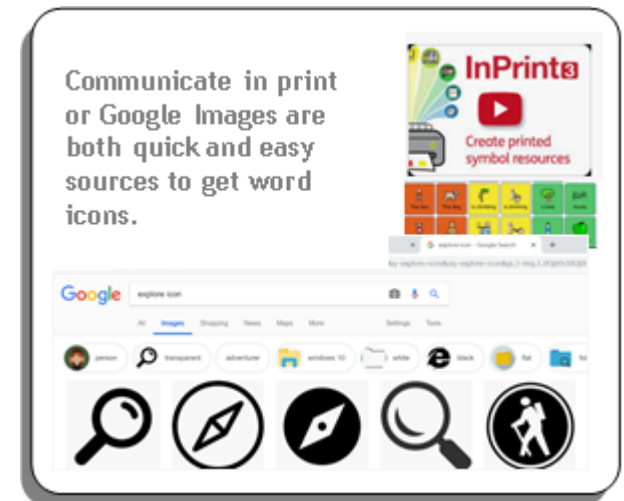 Communicate in print
or Google Images are
both quick and easy
sources to get word
icons.
InPrint3
Create printed
symbol resources
explore icon - Google Search
Google
explore icon
All Images Shopping News Maps More Settings Tools
person transparent adventurer windows 10 white black flat